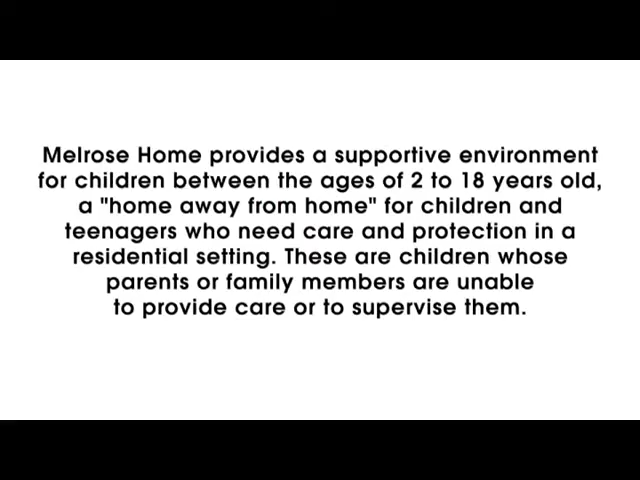 Melrose Home provides a supportive environment
for children between the ages of 2 to 18 years old,
a "home away from home" for children and
teenagers who need care and protection in a
residential setting. These are children whose
parents or family members are unable
to provide care or to supervise them.